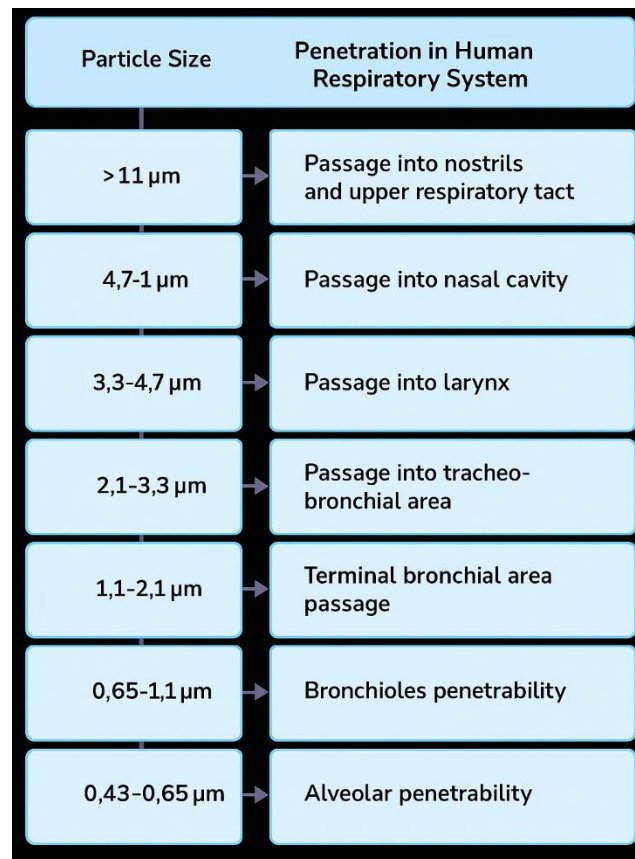 Particle Size
Penetration in Human
Respiratory System
>11 µm
Passage into nostrils
and upper respiratory tact
4,7-1 µm
Passage into nasal cavity
3,3-4,7 µm
Passage into larynx
2,1-3,3 µm
Passage into tracheo-
bronchial area
1,1-2,1 µm
Terminal bronchial area
passage
0,65-1,1 µm
Bronchioles penetrability
0,43-0,65 µm
Alveolar penetrability